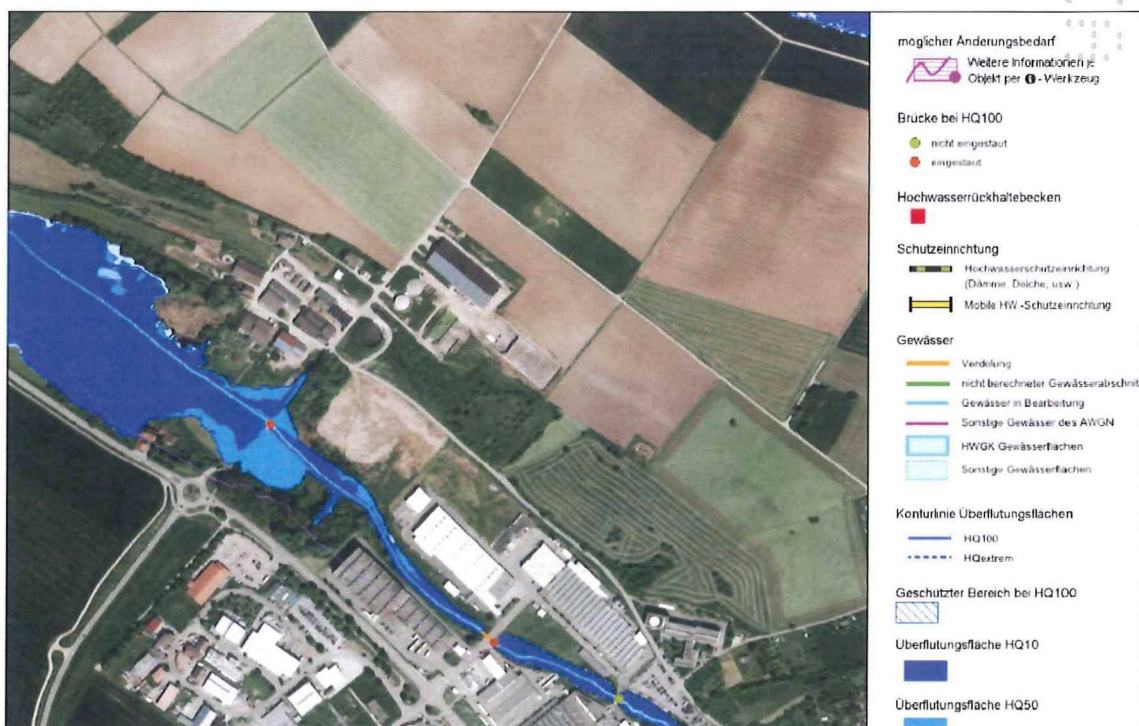 möglicher Änderungsbedarf
Weitere Informationen je
Objekt per i - Werkzeug
Brücke bei HQ100
nicht eingestaut
eingestaut
Hochwasserrückhaltebecken
Schutzeinrichtung
Hochwasserschutzeinrichtung
(Dämme, Deiche, usw.)
Mobile HW.-Schutzeinrichtung
Gewässer
Verdolung
nicht berechneter Gewässerabschnit
Gewässer in Bearbeitung
Sonstige Gewässer des AWGN
HWGK Gewässerflächen
Sonstige Gewässerflächen
Konturlinie Überflutungsflächen
HQ100
HQextrem
Geschützter Bereich bei HQ100
Überflutungsfläche HQ10
Überflutungsfläche HQ50